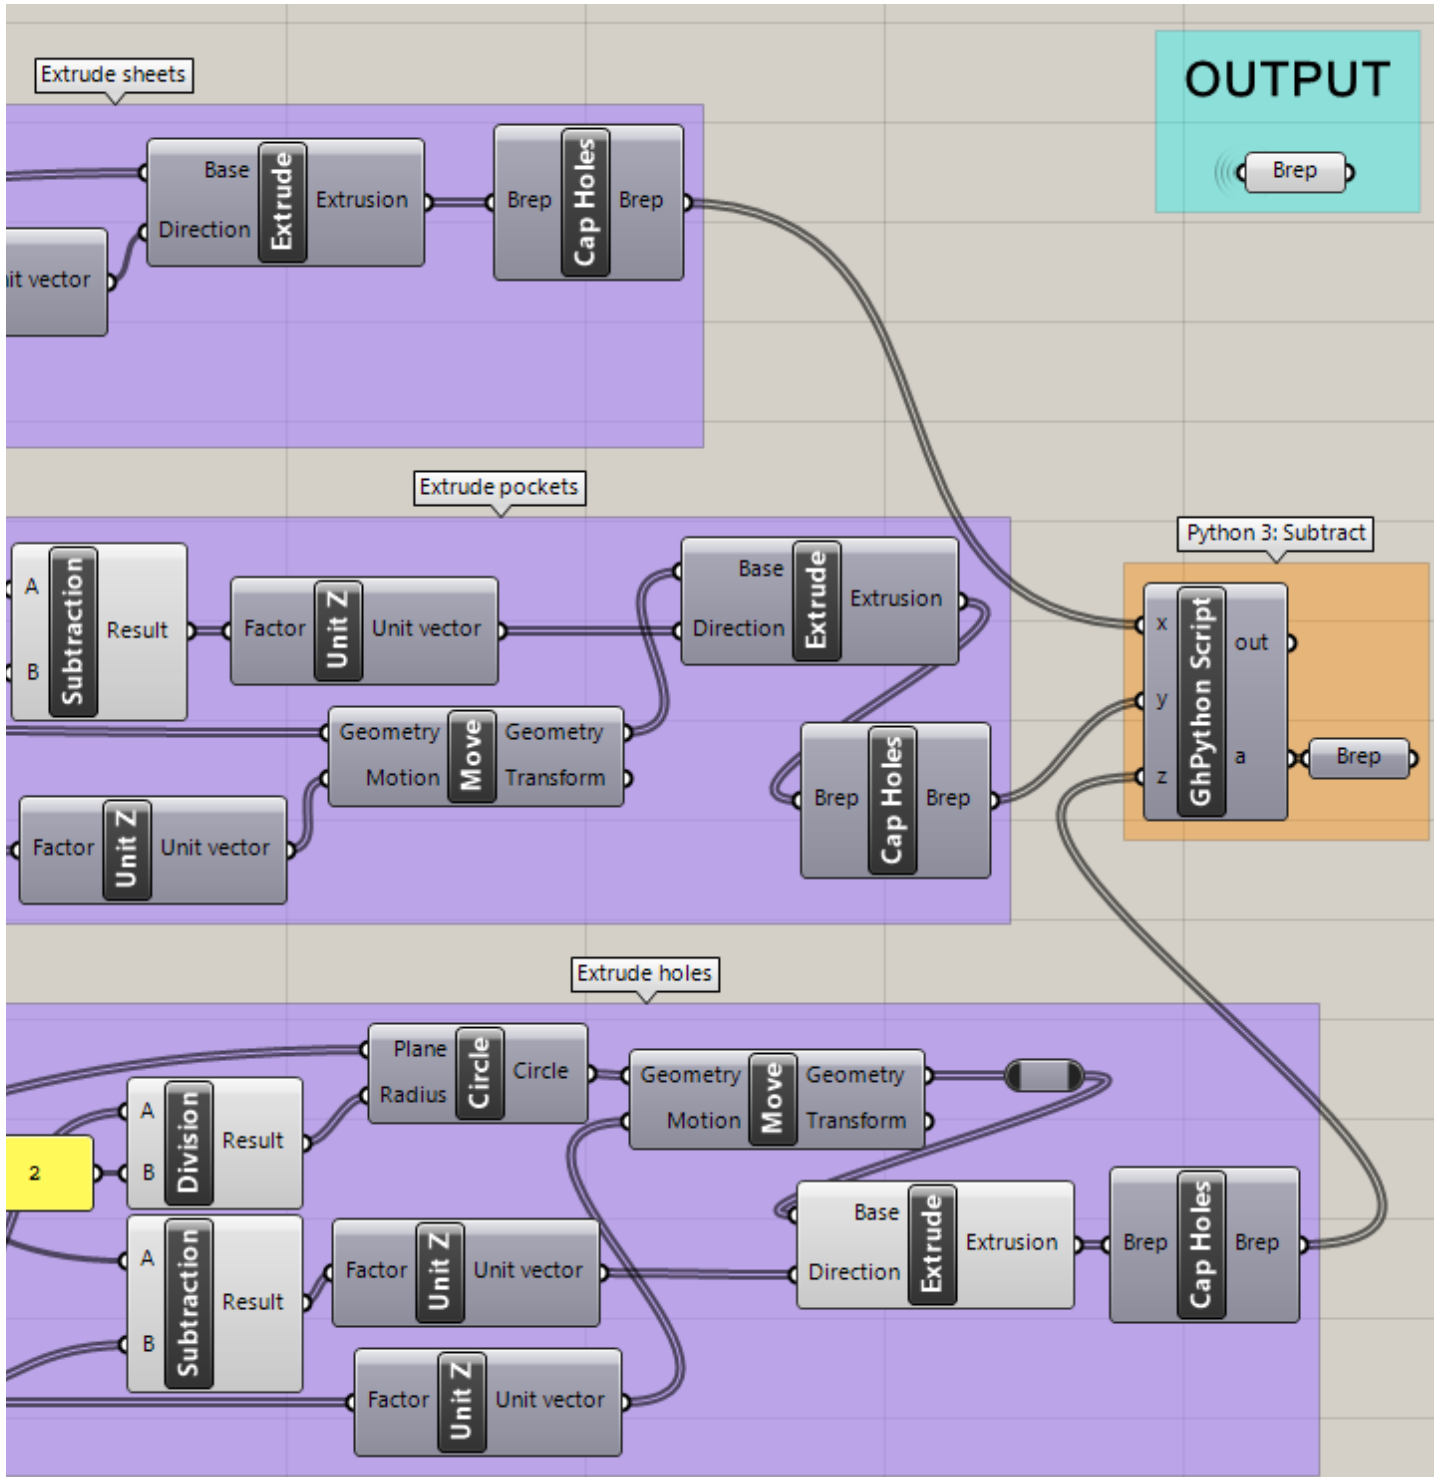 Extrude sheets
OUTPUT
Base
Direction
Extrude
Extrusion
Brep
Cap Holes
Brep
Brep
nit vector
Extrude pockets
Python 3: Subtract
A
B
Subtraction
Result
Factor
Unit Z
Unit vector
Base
Direction
Extrude
Extrusion
x
y
z
GhPython Script
out
a
Brep
Geometry
Motion
Move
Geometry
Transform
Brep
Cap Holes
Brep
Factor
Unit Z
Unit vector
Extrude holes
Plane
Radius
Circle
Circle
Geometry
Motion
Move
Geometry
Transform
2
A
B
Division
Result
Base
Direction
Extrude
Extrusion
Brep
Cap Holes
Brep
A
B
Subtraction
Result
Factor
Unit Z
Unit vector
Factor
Unit Z
Unit vector